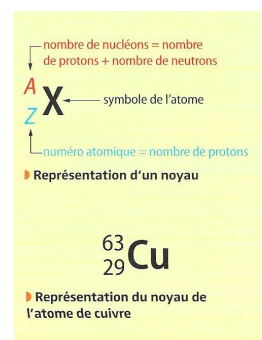 nombre de nucléons = nombre
de protons + nombre de neutrons
A
X
symbole de l'atome
Z
numéro atomique = nombre de protons
Représentation d'un noyau
63
29
Cu
Représentation du noyau de
l'atome de cuivre